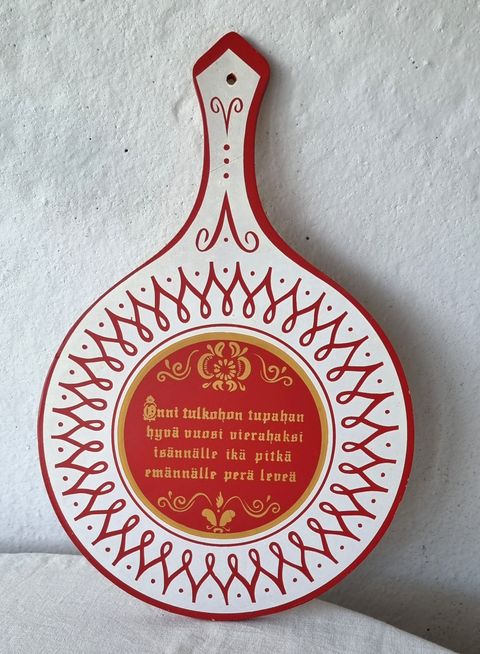 Onni tulkohon tupahan
hyvä vuosi vierahaksi
isännälle ikä pitkä
emännälle perä leveä